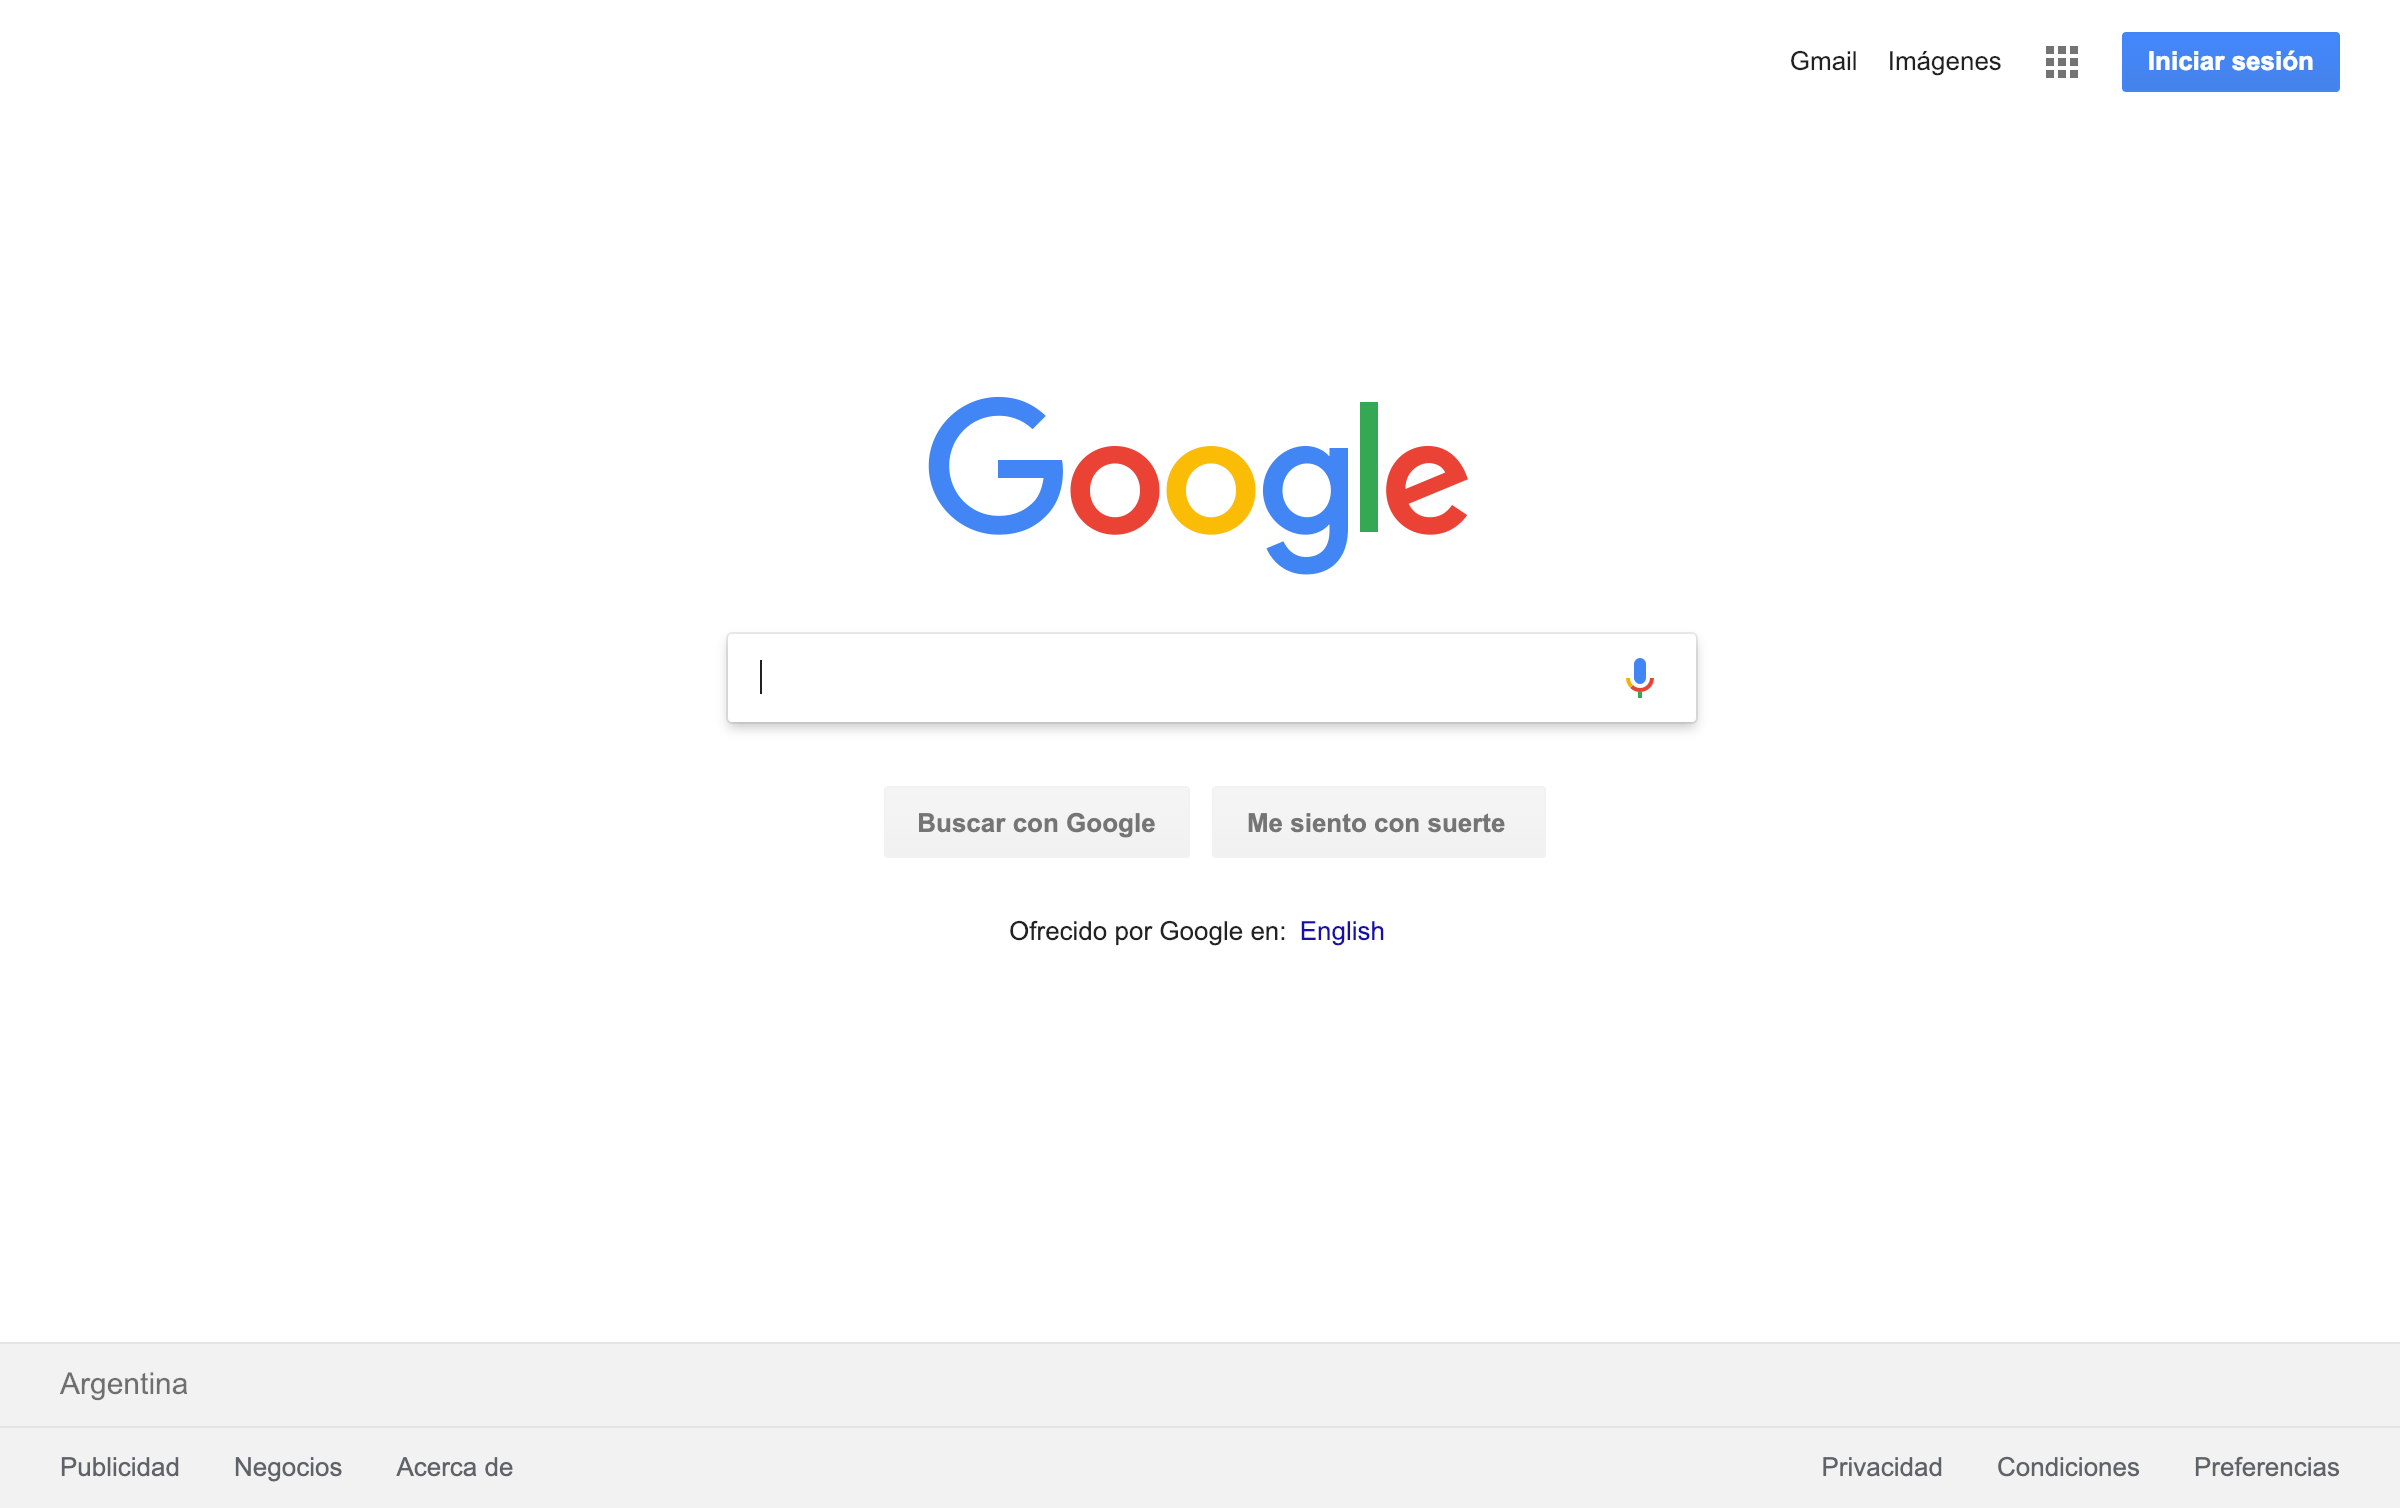 Gmail Imágenes Iniciar sesión
Google
Buscar con Google Me siento con suerte
Ofrecido por Google en: English
Argentina
Publicidad Negocios Acerca de Privacidad Condiciones Preferencias